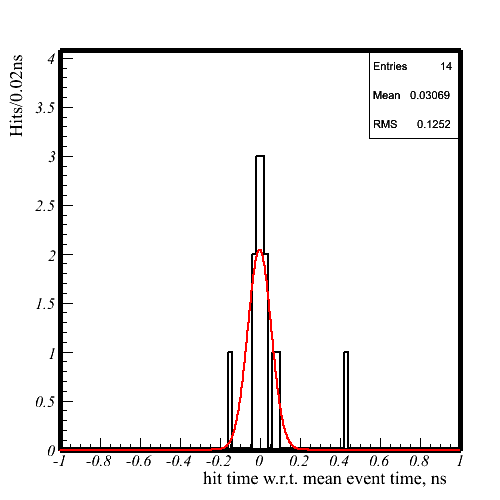 Hits/0.02ns
4
3.5
3
2.5
2
1.5
1
0.5
0
Entries 14
Mean 0.03069
RMS 0.1252
-1 -0.8 -0.6 -0.4 -0.2 0 0.2 0.4 0.6 0.8 1
hit time w.r.t. mean event time, ns